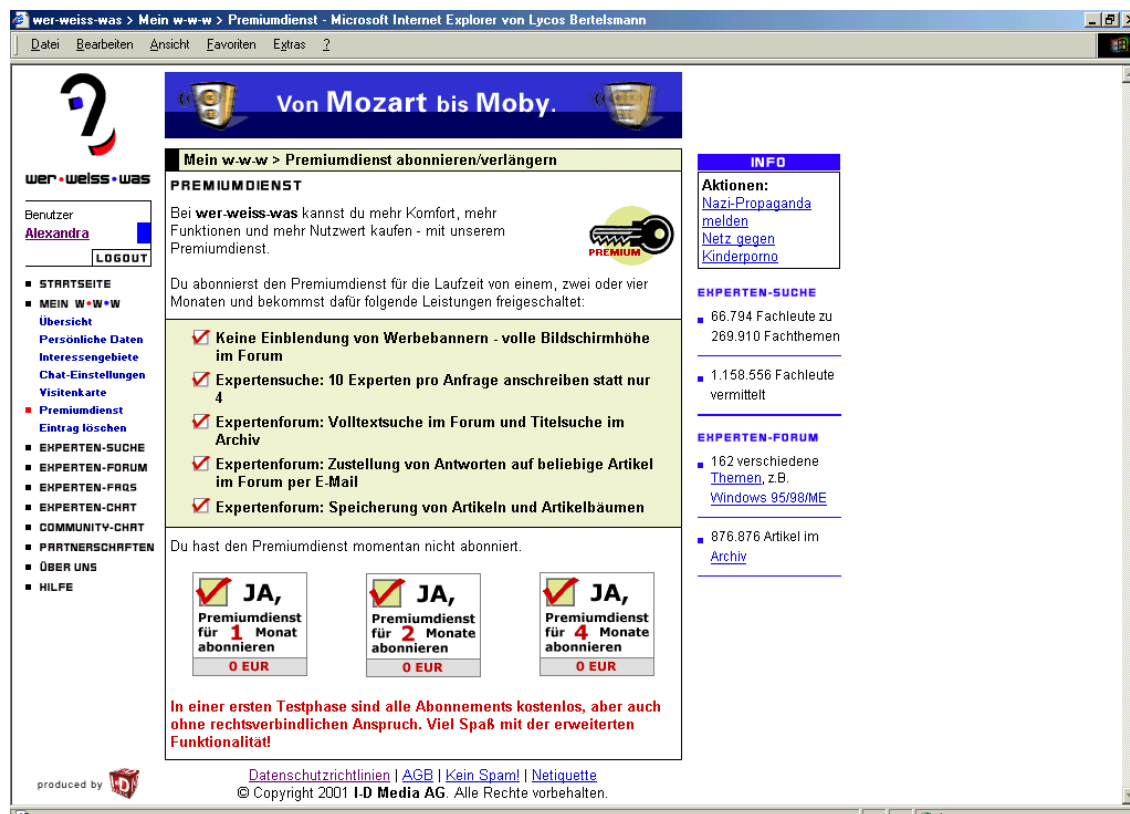 wer-weiss-was > Mein w-w-w > Premiumdienst - Microsoft Internet Explorer von Lycos Bertelsmann
Datei Bearbeiten Ansicht Favoriten Extras ?
wer•weiss•was
Benutzer
Alexandra
LOGOUT
STARTSEITE
MEIN W•W•W
Übersicht
Persönliche Daten
Interessengebiete
Chat-Einstellungen
Visitenkarte
Premiumdienst
Eintrag löschen
EXPERTEN-SUCHE
EXPERTEN-FORUM
EXPERTEN-FAQS
EXPERTEN-CHAT
COMMUNITY-CHAT
PARTNERSCHAFTEN
ÜBER UNS
HILFE
produced by I-D
Von Mozart bis Moby.
Mein w-w-w > Premiumdienst abonnieren/verlängern
PREMIUMDIENST
Bei wer-weiss-was kannst du mehr Komfort, mehr
Funktionen und mehr Nutzwert kaufen - mit unserem
Premiumdienst.
PREMIUM
Du abonnierst den Premiumdienst für die Laufzeit von einem, zwei oder vier
Monaten und bekommst dafür folgende Leistungen freigeschaltet:
Keine Einblendung von Werbebannern - volle Bildschirmhöhe
im Forum
Expertensuche: 10 Experten pro Anfrage anschreiben statt nur
4
Expertenforum: Volltextsuche im Forum und Titelsuche im
Archiv
Expertenforum: Zustellung von Antworten auf beliebige Artikel
im Forum per E-Mail
Expertenforum: Speicherung von Artikeln und Artikelbäumen
Du hast den Premiumdienst momentan nicht abonniert.
JA,
Premiumdienst
für 1 Monat
abonnieren
0 EUR
JA,
Premiumdienst
für 2 Monate
abonnieren
0 EUR
JA,
Premiumdienst
für 4 Monate
abonnieren
0 EUR
In einer ersten Testphase sind alle Abonnements kostenlos, aber auch
ohne rechtsverbindlichen Anspruch. Viel Spaß mit der erweiterten
Funktionalität!
Datenschutzrichtlinien | AGB | Kein Spam! | Netiquette
© Copyright 2001 I-D Media AG. Alle Rechte vorbehalten.
INFO
Aktionen:
Nazi-Propaganda
melden
Netz gegen
Kinderporno
EXPERTEN-SUCHE
66.794 Fachleute zu
269.910 Fachthemen
1.158.556 Fachleute
vermittelt
EXPERTEN-FORUM
162 verschiedene
Themen, z.B.
Windows 95/98/ME
876.876 Artikel im
Archiv